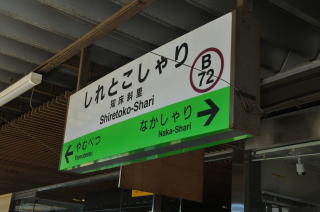 しれとこしゃり
知床斜里
Shiretoko-Shari
B
72
なかしゃり
Naka-Shari
やむべつ
Yamubetsu